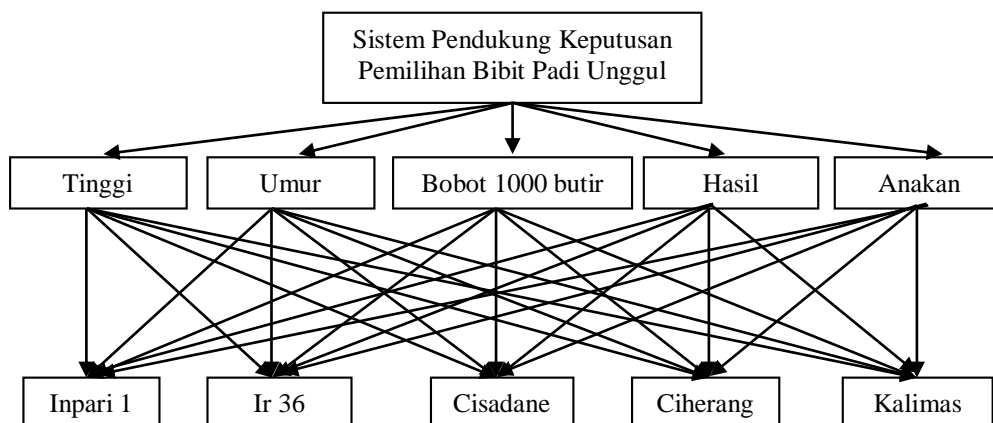 Sistem Pendukung Keputusan
Pemilihan Bibit Padi Unggul
Tinggi
Umur
Bobot 1000 butir
Hasil
Anakan
Inpari 1
Ir 36
Cisadane
Ciherang
Kalimas